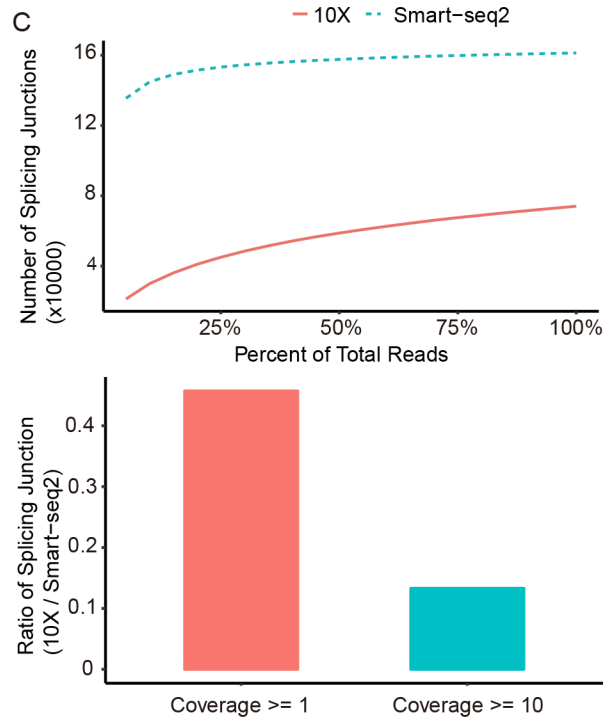 C
10X Smart-seq2
Number of Splicing Junctions
(x10000)
16
12
8
4
25% 50% 75% 100%
Percent of Total Reads
Ratio of Splicing Junction
(10X / Smart-seq2)
0.4
0.3
0.2
0.1
0
Coverage >= 1 Coverage >= 10